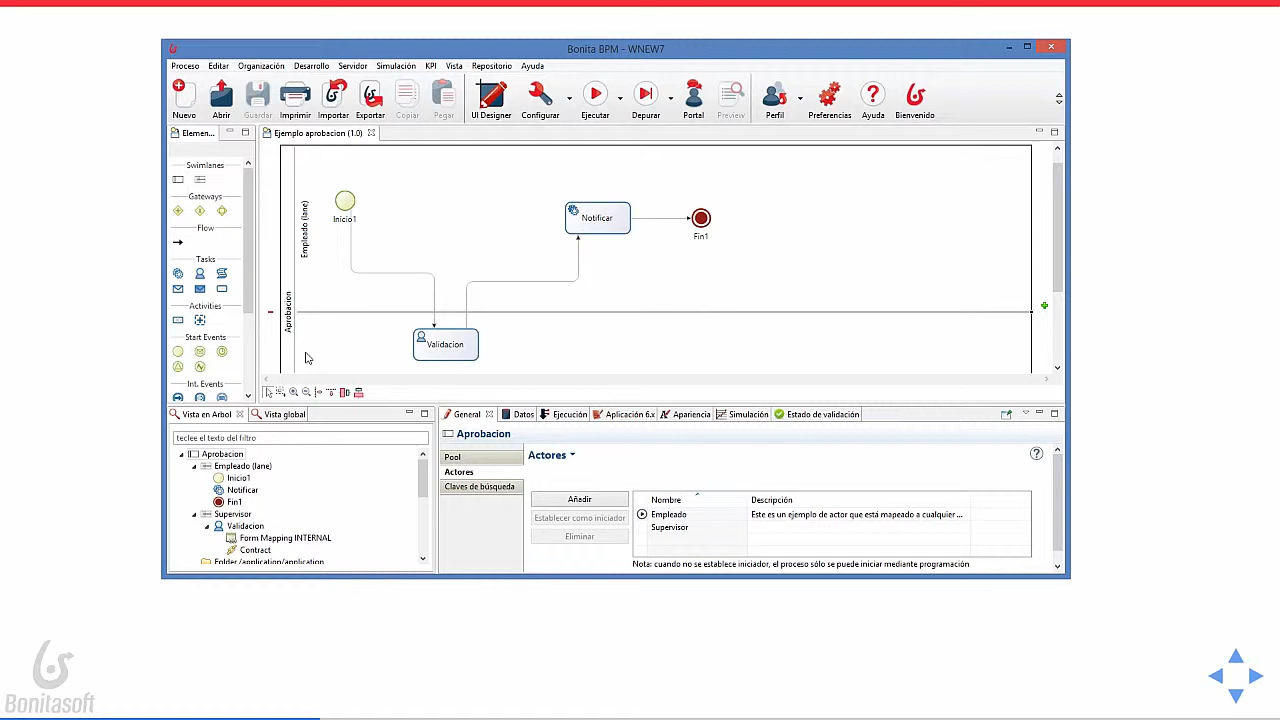 Bonita BPM - WNEW7
Proceso Editar Organización Desarrollo Servidor Simulación KPI Vista Repositorio Ayuda
Nuevo Abrir Guardar Imprimir Importar Exportar Copiar Pegar UI Designer Configurar Ejecutar Depurar Portal Preview Perfil Preferencias Ayuda Bienvenido
Elemen...
Ejemplo aprobacion (1.0)
Swimlanes
Gateways
Flow
Tasks
Activities
Start Events
Int. Events
Aprobacion
Empleado (lane)
Inicio1
Notificar
Fin1
Validacion
Vista en Arbol Vista global
teclee el texto del filtro
Aprobacion
Empleado (lane)
Inicio1
Notificar
Fin1
Supervisor
Validacion
Form Mapping INTERNAL
Contract
Folder /application/application
General Datos Ejecución Aplicación 6.x Apariencia Simulación Estado de validación
Aprobacion
Pool
Actores
Claves de búsqueda
Actores
Añadir
Establecer como iniciador
Eliminar
Nombre Descripción
Empleado Este es un ejemplo de actor que está mapeado a cualquier ...
Supervisor
Nota: cuando no se establece iniciador, el proceso sólo se puede iniciar mediante programación
Bonitasoft